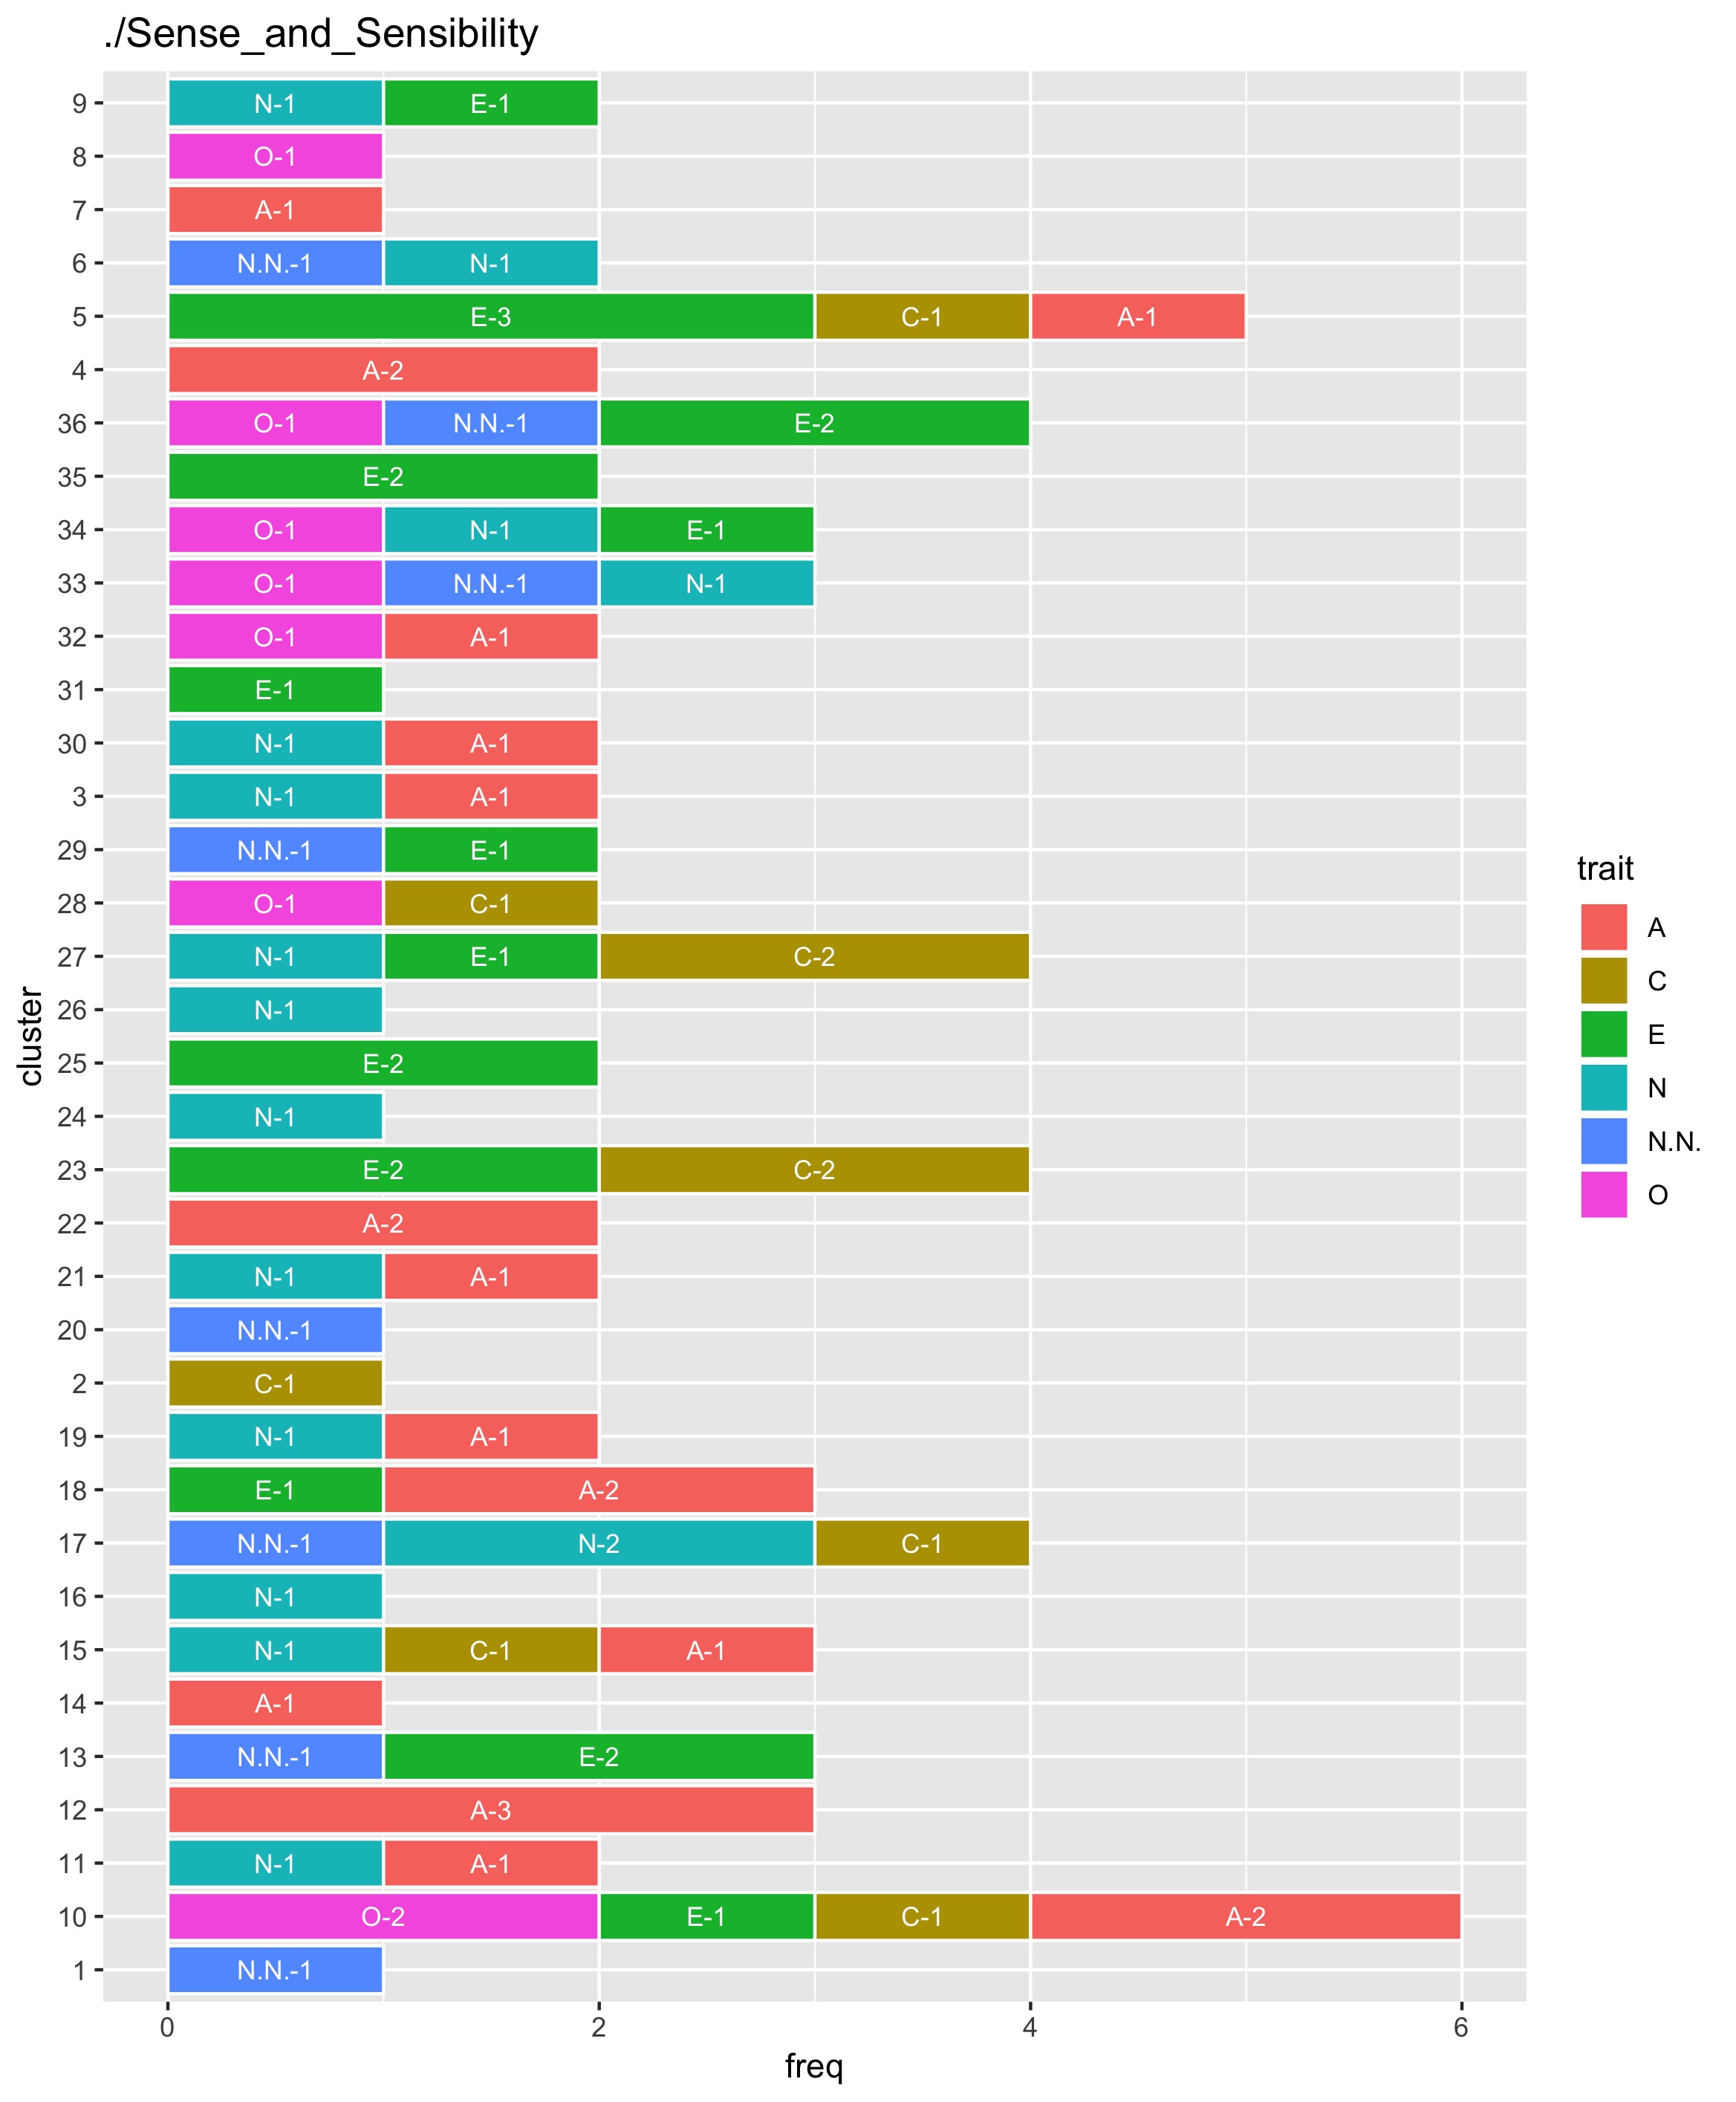 ./Sense_and_Sensibility
9 N-1 E-1
8 O-1
7 A-1
6 N.N.-1 N-1
5 E-3 C-1 A-1
4 A-2
36 O-1 N.N.-1 E-2
35 E-2
34 O-1 N-1 E-1
33 O-1 N.N.-1 N-1
32 O-1 A-1
31 E-1
30 N-1 A-1
3 N-1 A-1
29 N.N.-1 E-1
28 O-1 C-1
27 N-1 E-1 C-2
26 N-1
25 E-2
24 N-1
23 E-2 C-2
22 A-2
21 N-1 A-1
20 N.N.-1
2 C-1
19 N-1 A-1
18 E-1 A-2
17 N.N.-1 N-2 C-1
16 N-1
15 N-1 C-1 A-1
14 A-1
13 N.N.-1 E-2
12 A-3
11 N-1 A-1
10 O-2 E-1 C-1 A-2
1 N.N.-1
0 2 4 6
freq
cluster
trait
A
C
E
N
N.N.
O